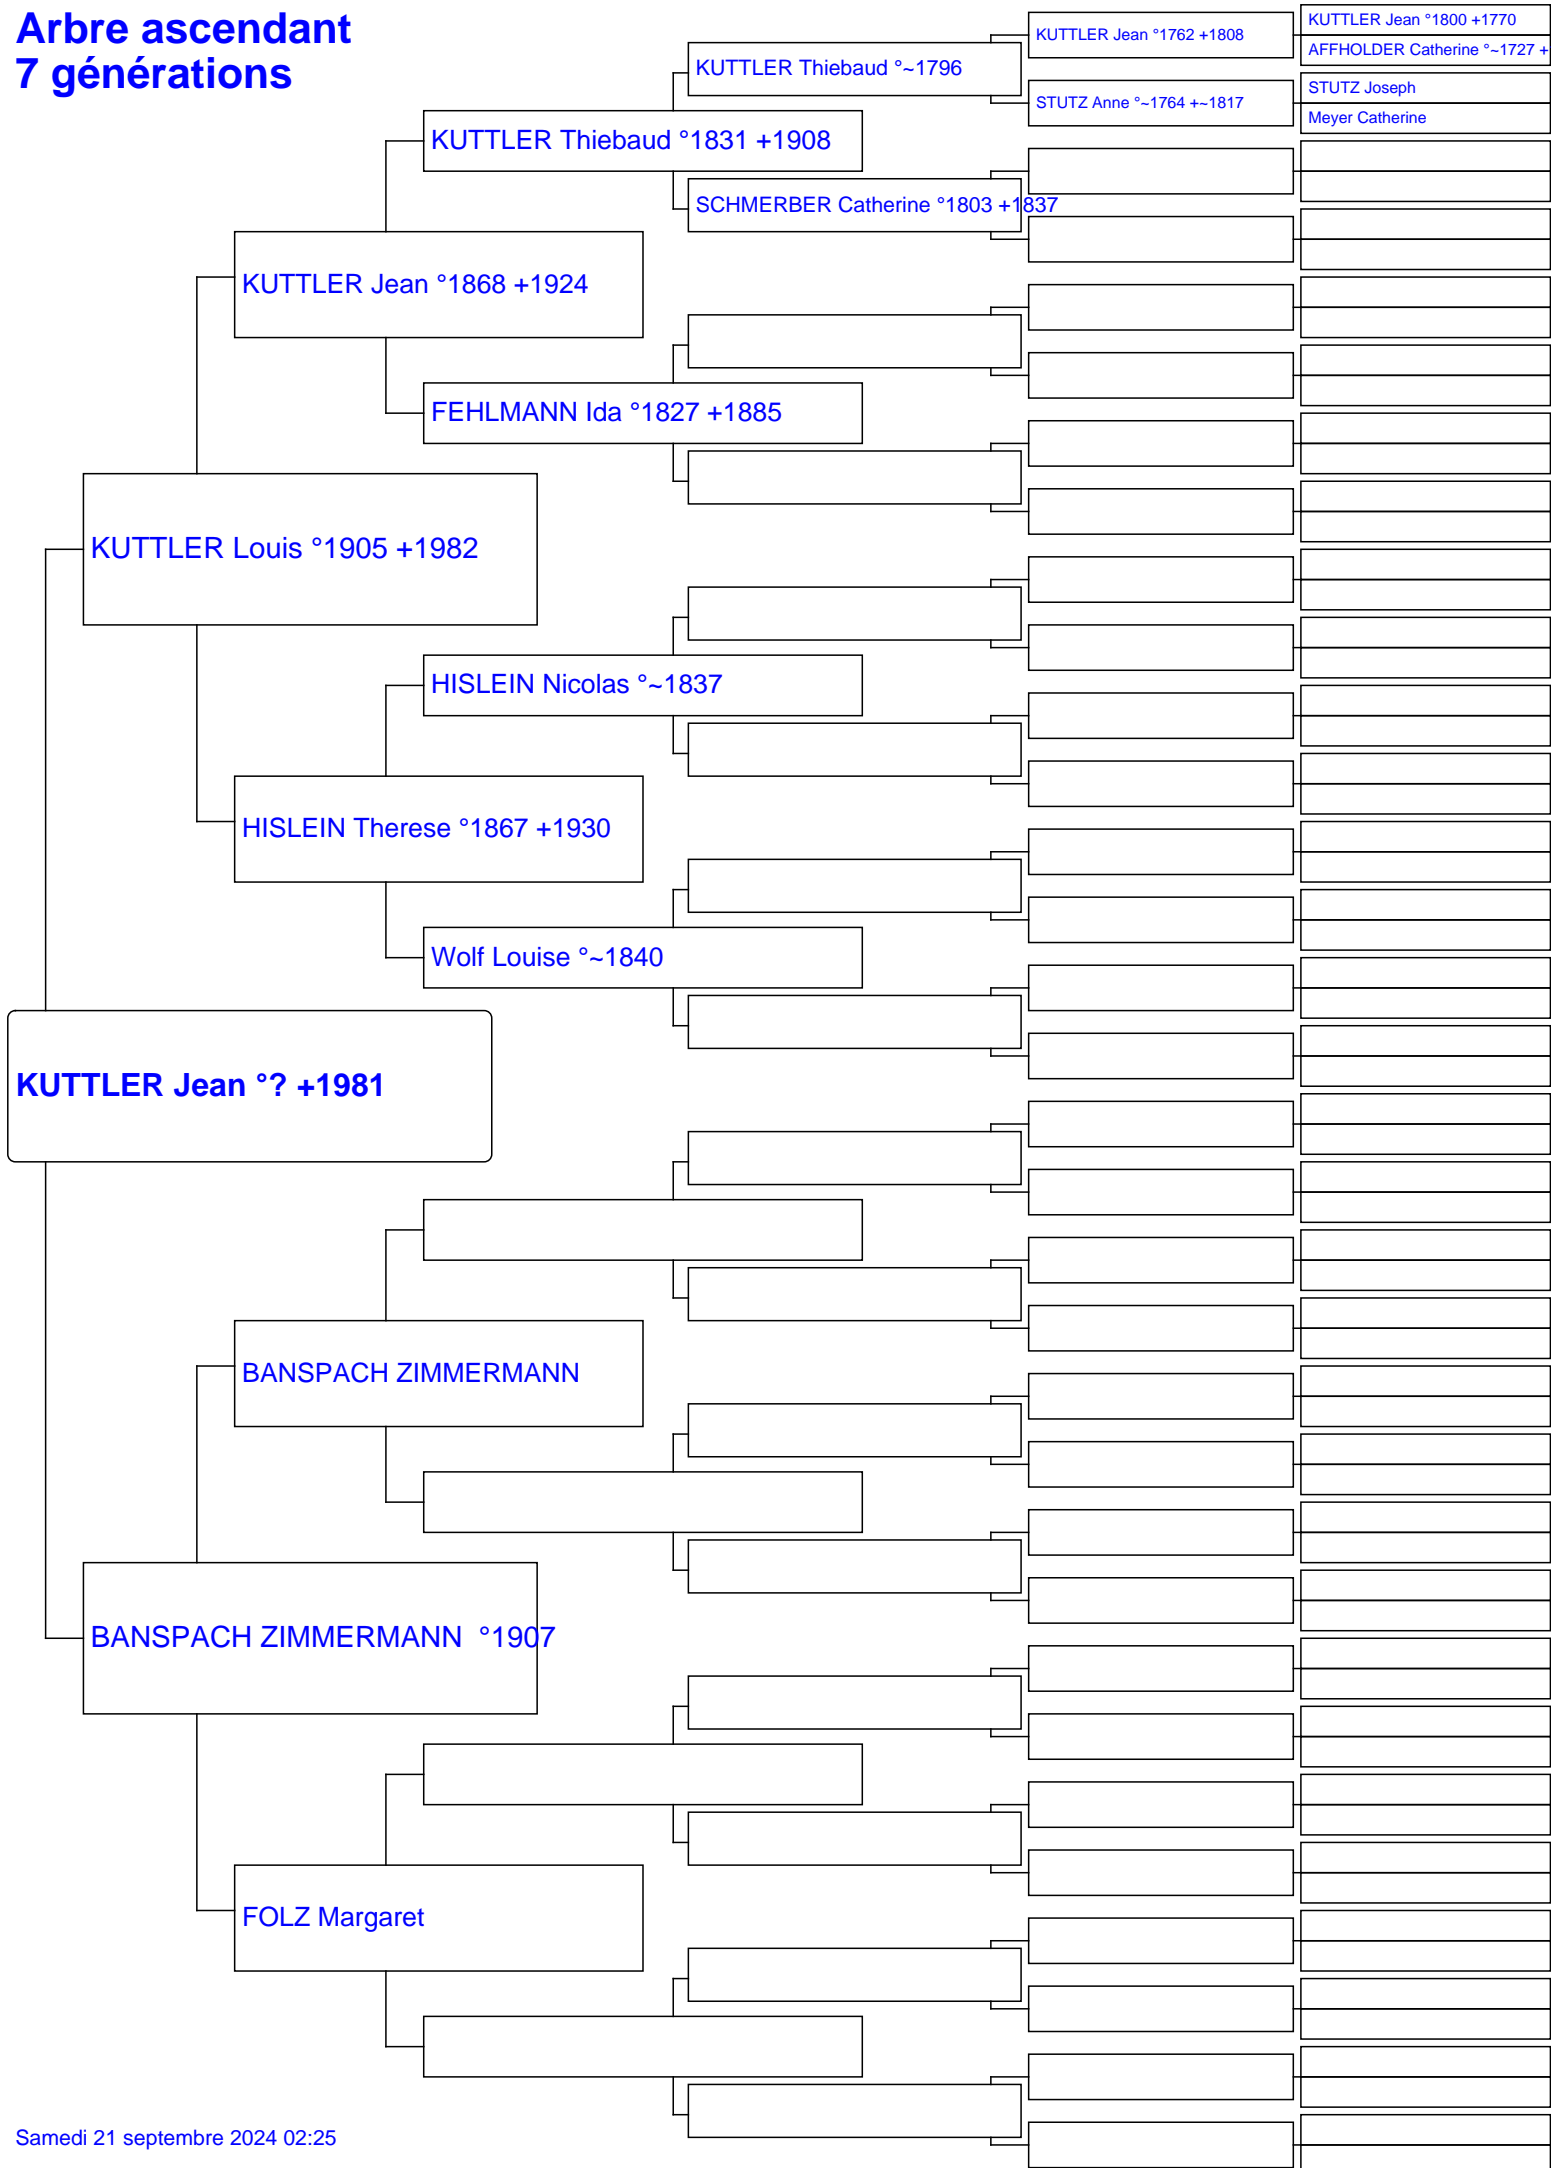 Arbre ascendant
7 générations
KUTTLER Jean °1800 +1770
KUTTLER Jean °1762 +1808
AFFHOLDER Catherine °~1727 +
KUTTLER Thiebaud °~1796
STUTZ Joseph
STUTZ Anne °~1764 +~1817
Meyer Catherine
KUTTLER Thiebaud °1831 +1908
SCHMERBER Catherine °1803 +1837
KUTTLER Jean °1868 +1924
FEHLMANN Ida °1827 +1885
KUTTLER Louis °1905 +1982
HISLEIN Nicolas °~1837
HISLEIN Therese °1867 +1930
Wolf Louise °~1840
KUTTLER Jean °? +1981
BANSPACH ZIMMERMANN
BANSPACH ZIMMERMANN °1907
FOLZ Margaret
Samedi 21 septembre 2024 02:25